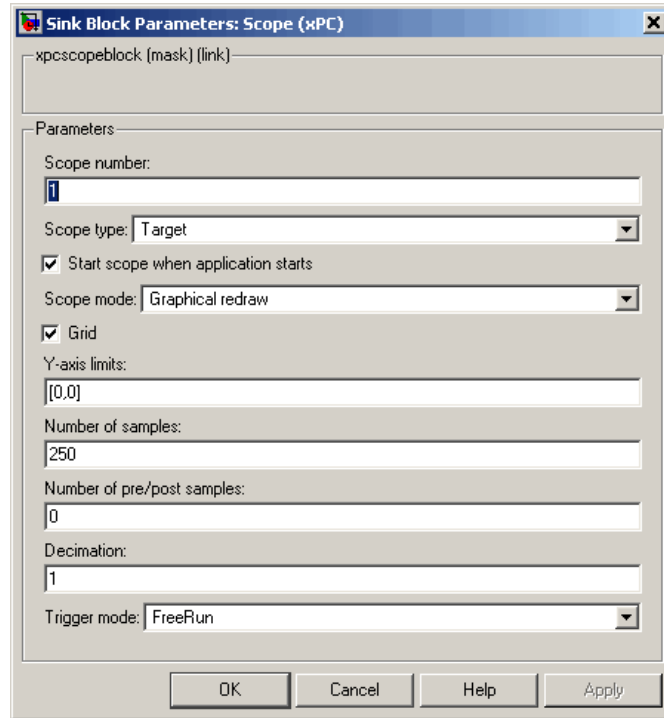 Sink Block Parameters: Scope (xPC)
xpcscopeblock (mask) (link)
Parameters
Scope number:
1
Scope type: Target
Start scope when application starts
Scope mode: Graphical redraw
Grid
Y-axis limits:
[0,0]
Number of samples:
250
Number of pre/post samples:
0
Decimation:
1
Trigger mode: FreeRun
OK Cancel Help Apply